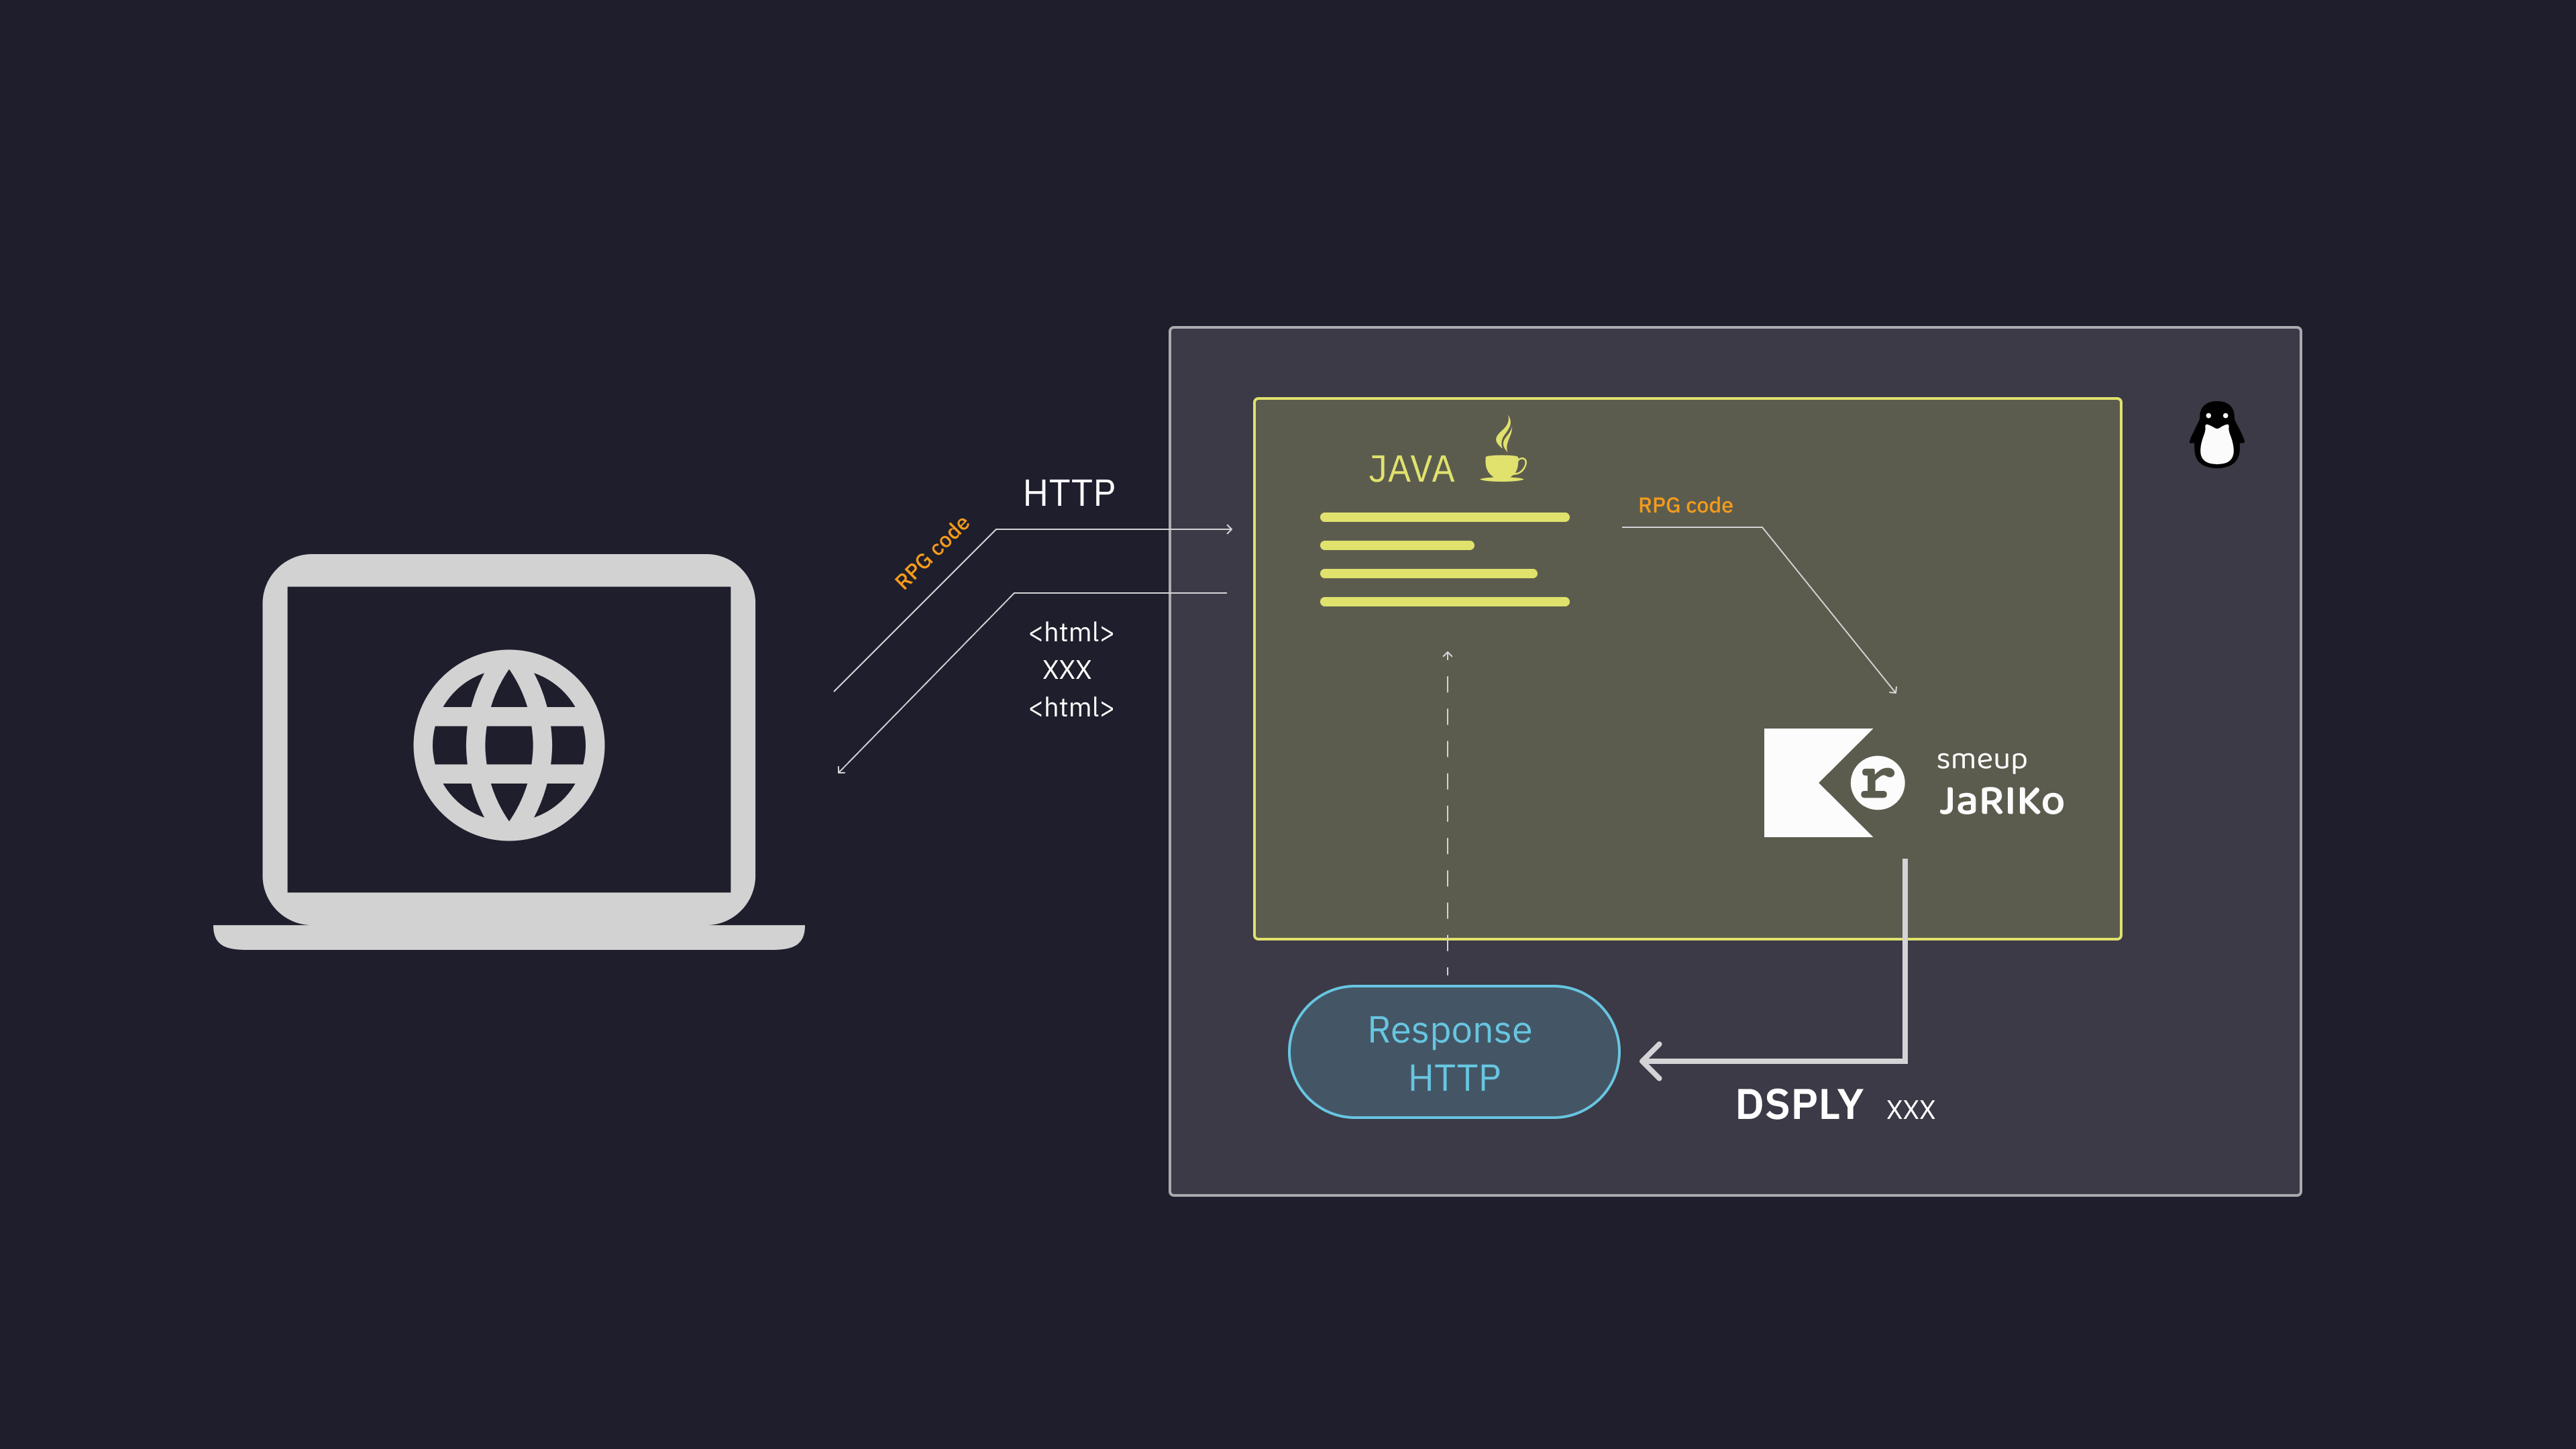 HTTP
RPG code
<html>
XXX
<html>
JAVA
RPG code
r
smeup
JaRIKo
Response
HTTP
DSPLY xxx